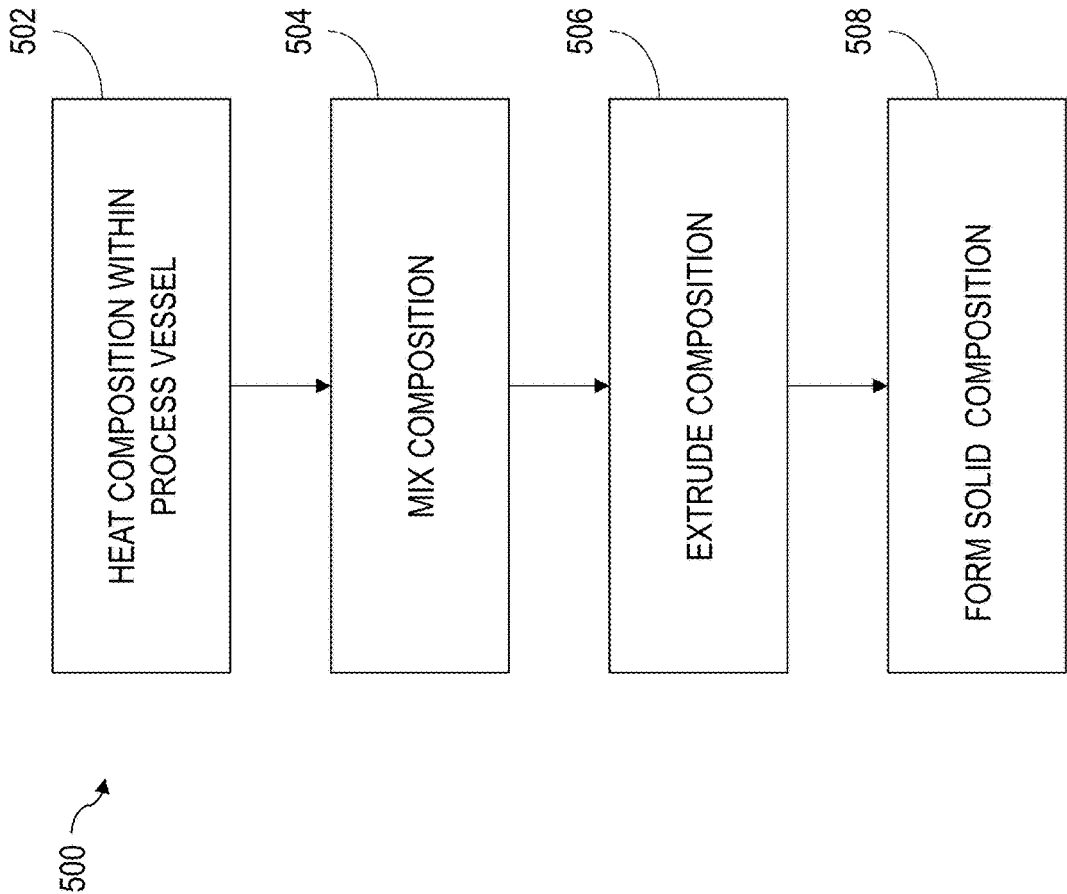 500
502
HEAT COMPOSITION WITHIN
PROCESS VESSEL
504
MIX COMPOSITION
506
EXTRUDE COMPOSITION
508
FORM SOLID COMPOSITION